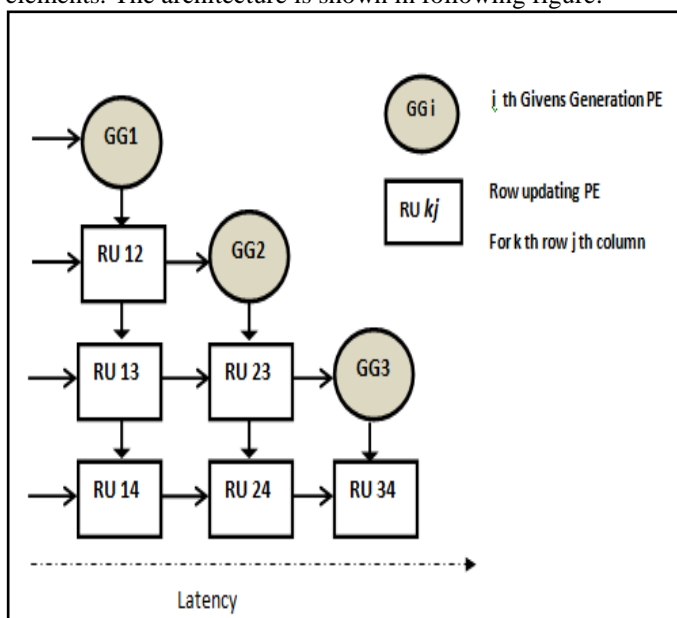 elements. The architecture is shown in following figure.
GG1
GG i
i th Givens Generation PE
RU 12
GG2
RU kj
Row updating PE
For k th row j th column
RU 13
RU 23
GG3
RU 14
RU 24
RU 34
Latency